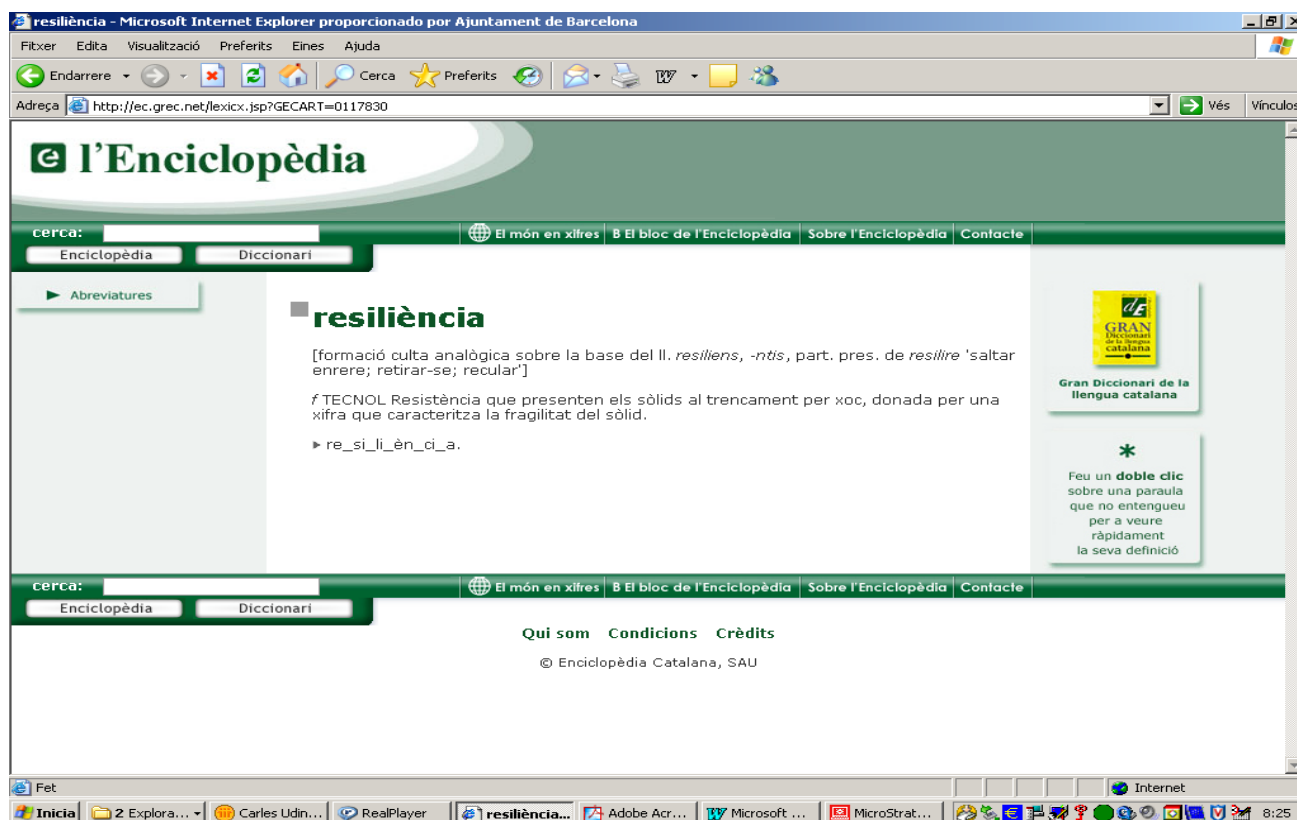 resiliència - Microsoft Internet Explorer proporcionado por Ajuntament de Barcelona
Fitxer Edita Visualització Preferits Eines Ajuda
Endarrere Cerca Preferits
Adreça http://ec.grec.net/lexicx.jsp?GECART=0117830 Vés Vínculos
l'Enciclopèdia
cerca: El món en xifres B El bloc de l'Enciclopèdia Sobre l'Enciclopèdia Contacte
Enciclopèdia Diccionari
Abreviatures
resiliència
[formació culta analògica sobre la base del ll. resiliens, -ntis, part. pres. de resilire 'saltar
enrere; retirar-se; recular']
f TECNOL Resistència que presenten els sòlids al trencament per xoc, donada per una
xifra que caracteritza la fragilitat del sòlid.
re_si_li_èn_ci_a.
dE
GRAN
Diccionari
de la llengua
catalana
Gran Diccionari de la
llengua catalana
*
Feu un doble clic
sobre una paraula
que no entengueu
per a veure
ràpidament
la seva definició
cerca: El món en xifres B El bloc de l'Enciclopèdia Sobre l'Enciclopèdia Contacte
Enciclopèdia Diccionari
Qui som Condicions Crèdits
© Enciclopèdia Catalana, SAU
Fet Internet
Inicia 2 Explora... Carles Udin... RealPlayer resiliència... Adobe Acr... Microsoft ... MicroStrat... 8:25